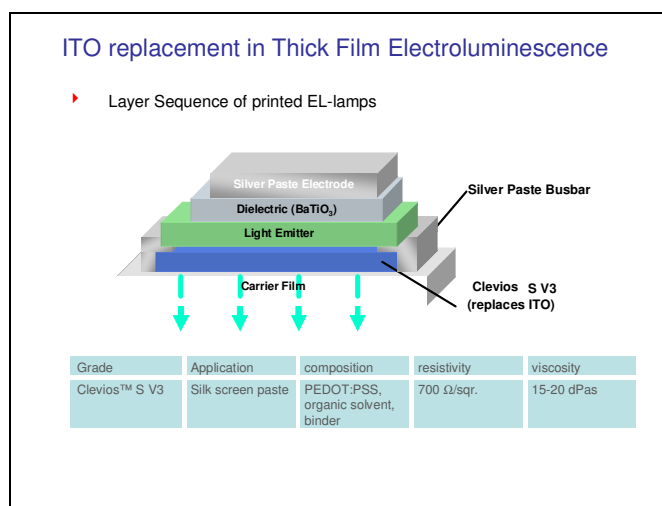 ITO replacement in Thick Film Electroluminescence
Layer Sequence of printed EL-lamps
Silver Paste Electrode
Silver Paste Busbar
Dielectric (BaTiO₃)
Light Emitter
Carrier Film
Clevios S V3
(replaces ITO)
Grade Application composition resistivity viscosity
Clevios™ S V3 Silk screen paste PEDOT:PSS, 700 Ω/sqr. 15-20 dPas
organic solvent,
binder